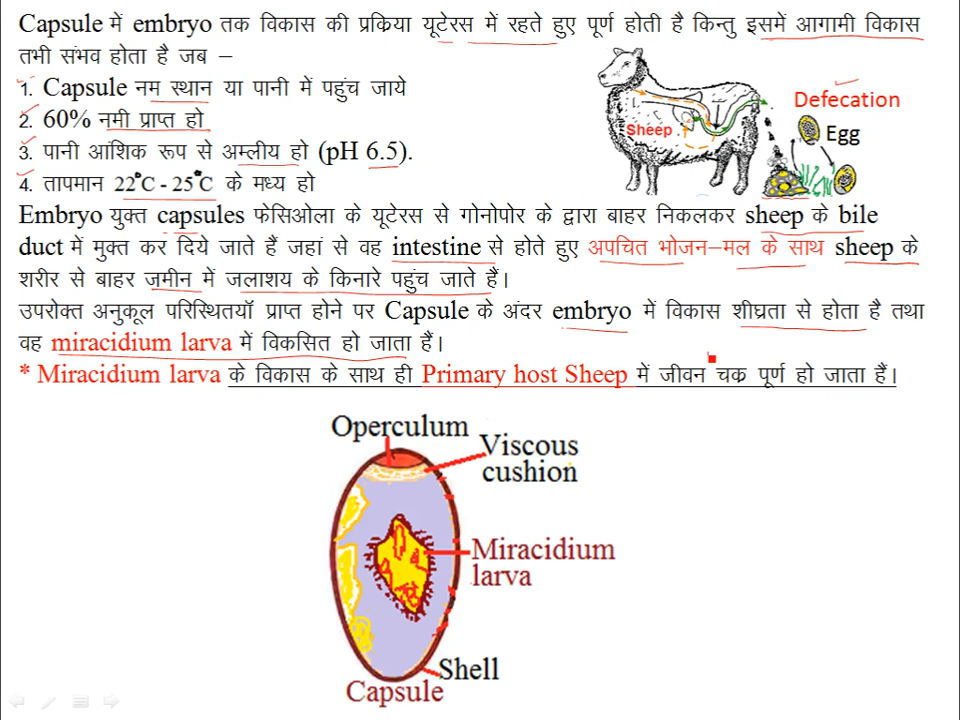 Capsule में embryo तक विकास की प्रक्रिया यूटेरस में रहते हुए पूर्ण होती है किन्तु इसमें आगामी विकास
तभी संभव होता है जब –
1. Capsule नम स्थान या पानी में पहुंच जाये
2. 60% नमी प्राप्त हो
3. पानी आंशिक रूप से अम्लीय हो (pH 6.5).
4. तापमान 22°C - 25°C के मध्य हो
Sheep
Defecation
Egg
Embryo युक्त capsules फेसिओला के यूटेरस से गोनोपोर के द्वारा बाहर निकलकर sheep के bile
duct में मुक्त कर दिये जाते हैं जहां से वह intestine से होते हुए अपचित भोजन–मल के साथ sheep के
शरीर से बाहर जमीन में जलाशय के किनारे पहुंच जाते हैं।
उपरोक्त अनुकूल परिस्थितयॉ प्राप्त होने पर Capsule के अंदर embryo में विकास शीघ्रता से होता है तथा
वह miracidium larva में विकसित हो जाता हैं।
* Miracidium larva के विकास के साथ ही Primary host Sheep में जीवन चक्र पूर्ण हो जाता हैं।
Operculum
Viscous
cushion
Miracidium
larva
Shell
Capsule